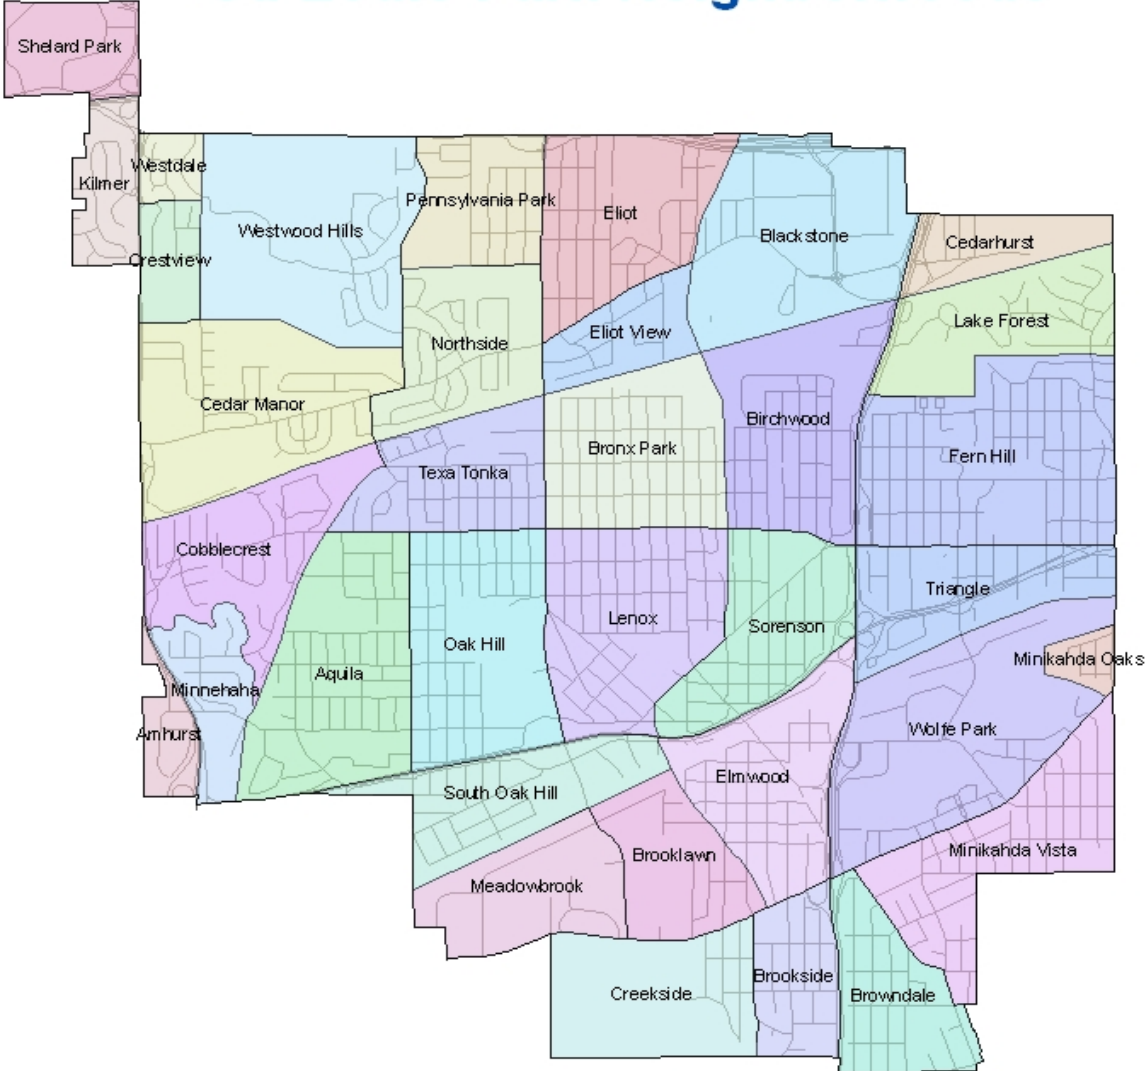 Shelard Park
Westdale
Kilmer
Pennsylvania Park
Eliot
Westwood Hills
Blackstone
Cedarhurst
Crestview
Lake Forest
Eliot View
Northside
Cedar Manor
Birchwood
Bronx Park
Fern Hill
Texa Tonka
Cobblecrest
Triangle
Lenox
Sorenson
Oak Hill
Minikahda Oaks
Aquila
Minnehaha
Wolfe Park
Amhurst
Elmwood
South Oak Hill
Minikahda Vista
Brooklawn
Meadowbrook
Brookside
Creekside
Browndale